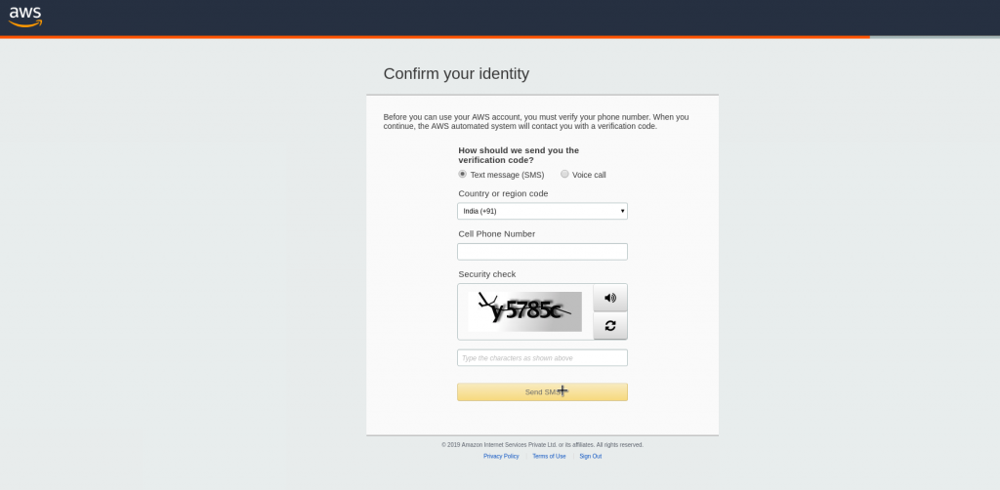 aws
Confirm your identity
Before you can use your AWS account, you must verify your phone number. When you
continue, the AWS automated system will contact you with a verification code.
How should we send you the
verification code?
Text message (SMS) Voice call
Country or region code
India (+91)
Cell Phone Number
Security check
y5785c
Type the characters as shown above
Send SMS
© 2019 Amazon Internet Services Private Ltd. or its affiliates. All rights reserved.
Privacy Policy Terms of Use Sign Out